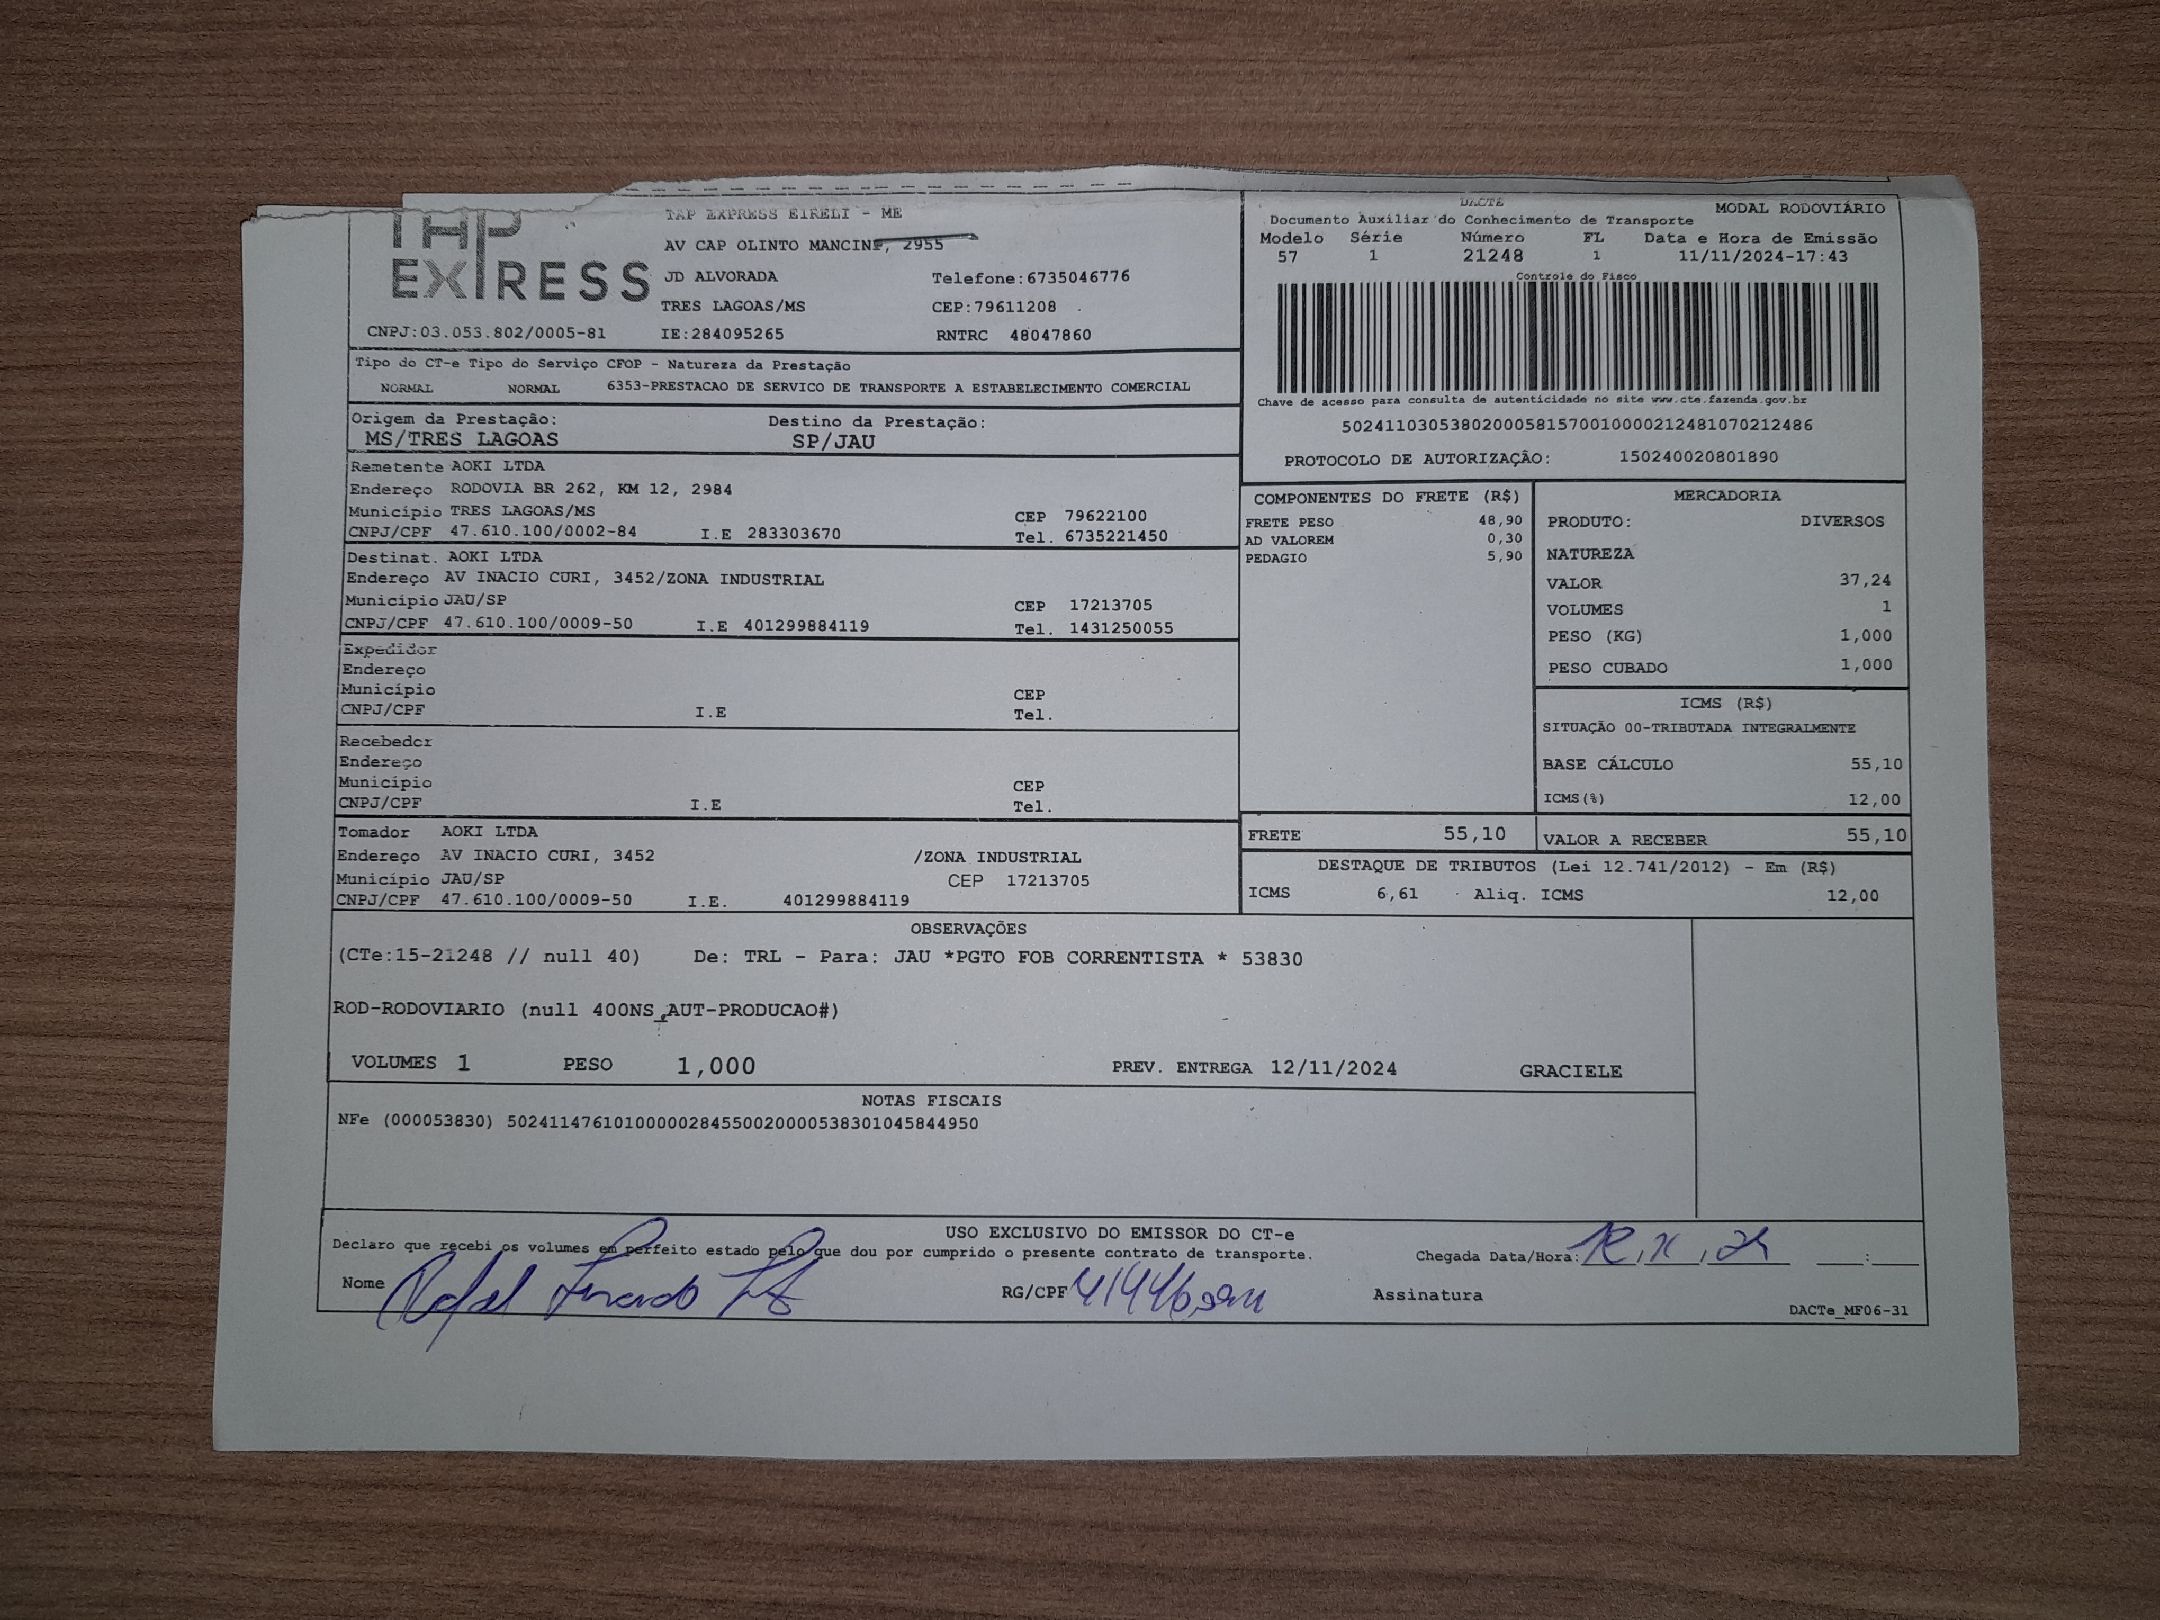 TAP EXPRESS
TAP EXPRESS EIRELI - ME
AV CAP OLINTO MANCINE, 2955
JD ALVORADA Telefone:6735046776
TRES LAGOAS/MS CEP:79611208
CNPJ:03.053.802/0005-81 IE:284095265 RNTRC 48047860
DACTE MODAL RODOVIÁRIO
Documento Auxiliar do Conhecimento de Transporte
Modelo Série Número FL Data e Hora de Emissão
57 1 21248 1 11/11/2024-17:43
Controle do Fisco
Chave de acesso para consulta de autenticidade no site www.cte.fazenda.gov.br
50241103053802000581570010000212481070212486
PROTOCOLO DE AUTORIZAÇÃO: 150240020801890
Tipo do CT-e Tipo do Serviço CFOP - Natureza da Prestação
NORMAL NORMAL 6353-PRESTACAO DE SERVICO DE TRANSPORTE A ESTABELECIMENTO COMERCIAL
Origem da Prestação: Destino da Prestação:
MS/TRES LAGOAS SP/JAU
Remetente AOKI LTDA
Endereço RODOVIA BR 262, KM 12, 2984
Município TRES LAGOAS/MS CEP 79622100
CNPJ/CPF 47.610.100/0002-84 I.E 283303670 Tel. 6735221450
Destinat. AOKI LTDA
Endereço AV INACIO CURI, 3452/ZONA INDUSTRIAL
Município JAU/SP CEP 17213705
CNPJ/CPF 47.610.100/0009-50 I.E 401299884119 Tel. 1431250055
Expedidor
Endereço
Município CEP
CNPJ/CPF I.E Tel.
Recebedor
Endereço
Município CEP
CNPJ/CPF I.E Tel.
Tomador AOKI LTDA
Endereço AV INACIO CURI, 3452 /ZONA INDUSTRIAL
Município JAU/SP CEP 17213705
CNPJ/CPF 47.610.100/0009-50 I.E. 401299884119
COMPONENTES DO FRETE (R$)
FRETE PESO 48,90
AD VALOREM 0,30
PEDAGIO 5,90
MERCADORIA
PRODUTO: DIVERSOS
NATUREZA
VALOR 37,24
VOLUMES 1
PESO (KG) 1,000
PESO CUBADO 1,000
ICMS (R$)
SITUAÇÃO 00-TRIBUTADA INTEGRALMENTE
BASE CÁLCULO 55,10
ICMS(%) 12,00
FRETE 55,10 VALOR A RECEBER 55,10
DESTAQUE DE TRIBUTOS (Lei 12.741/2012) - Em (R$)
ICMS 6,61 Aliq. ICMS 12,00
OBSERVAÇÕES
(CTe:15-21248 // null 40) De: TRL - Para: JAU *PGTO FOB CORRENTISTA * 53830
ROD-RODOVIARIO (null 400NS_AUT-PRODUCAO#)
VOLUMES 1 PESO 1,000 PREV. ENTREGA 12/11/2024 GRACIELE
NOTAS FISCAIS
NFe (000053830) 50241147610100000284550020000538301045844950
USO EXCLUSIVO DO EMISSOR DO CT-e
Declaro que recebi os volumes em perfeito estado pelo que dou por cumprido o presente contrato de transporte. Chegada Data/Hora:
Nome RG/CPF Assinatura
DACTe_MF06-31